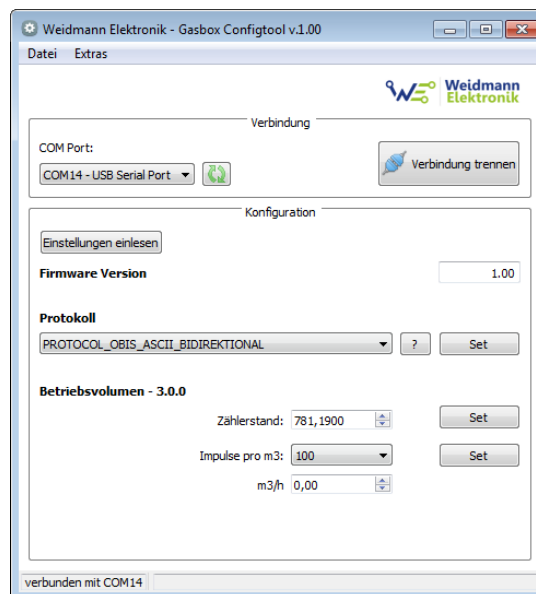 Weidmann Elektronik - Gasbox Configtool v.1.00
Datei Extras
WE Weidmann
Elektronik
Verbindung
COM Port:
COM14 - USB Serial Port
Verbindung trennen
Konfiguration
Einstellungen einlesen
Firmware Version 1.00
Protokoll
PROTOCOL_OBIS_ASCII_BIDIREKTIONAL ? Set
Betriebsvolumen - 3.0.0
Zählerstand: 781,1900 Set
Impulse pro m3: 100 Set
m3/h 0,00
verbunden mit COM14